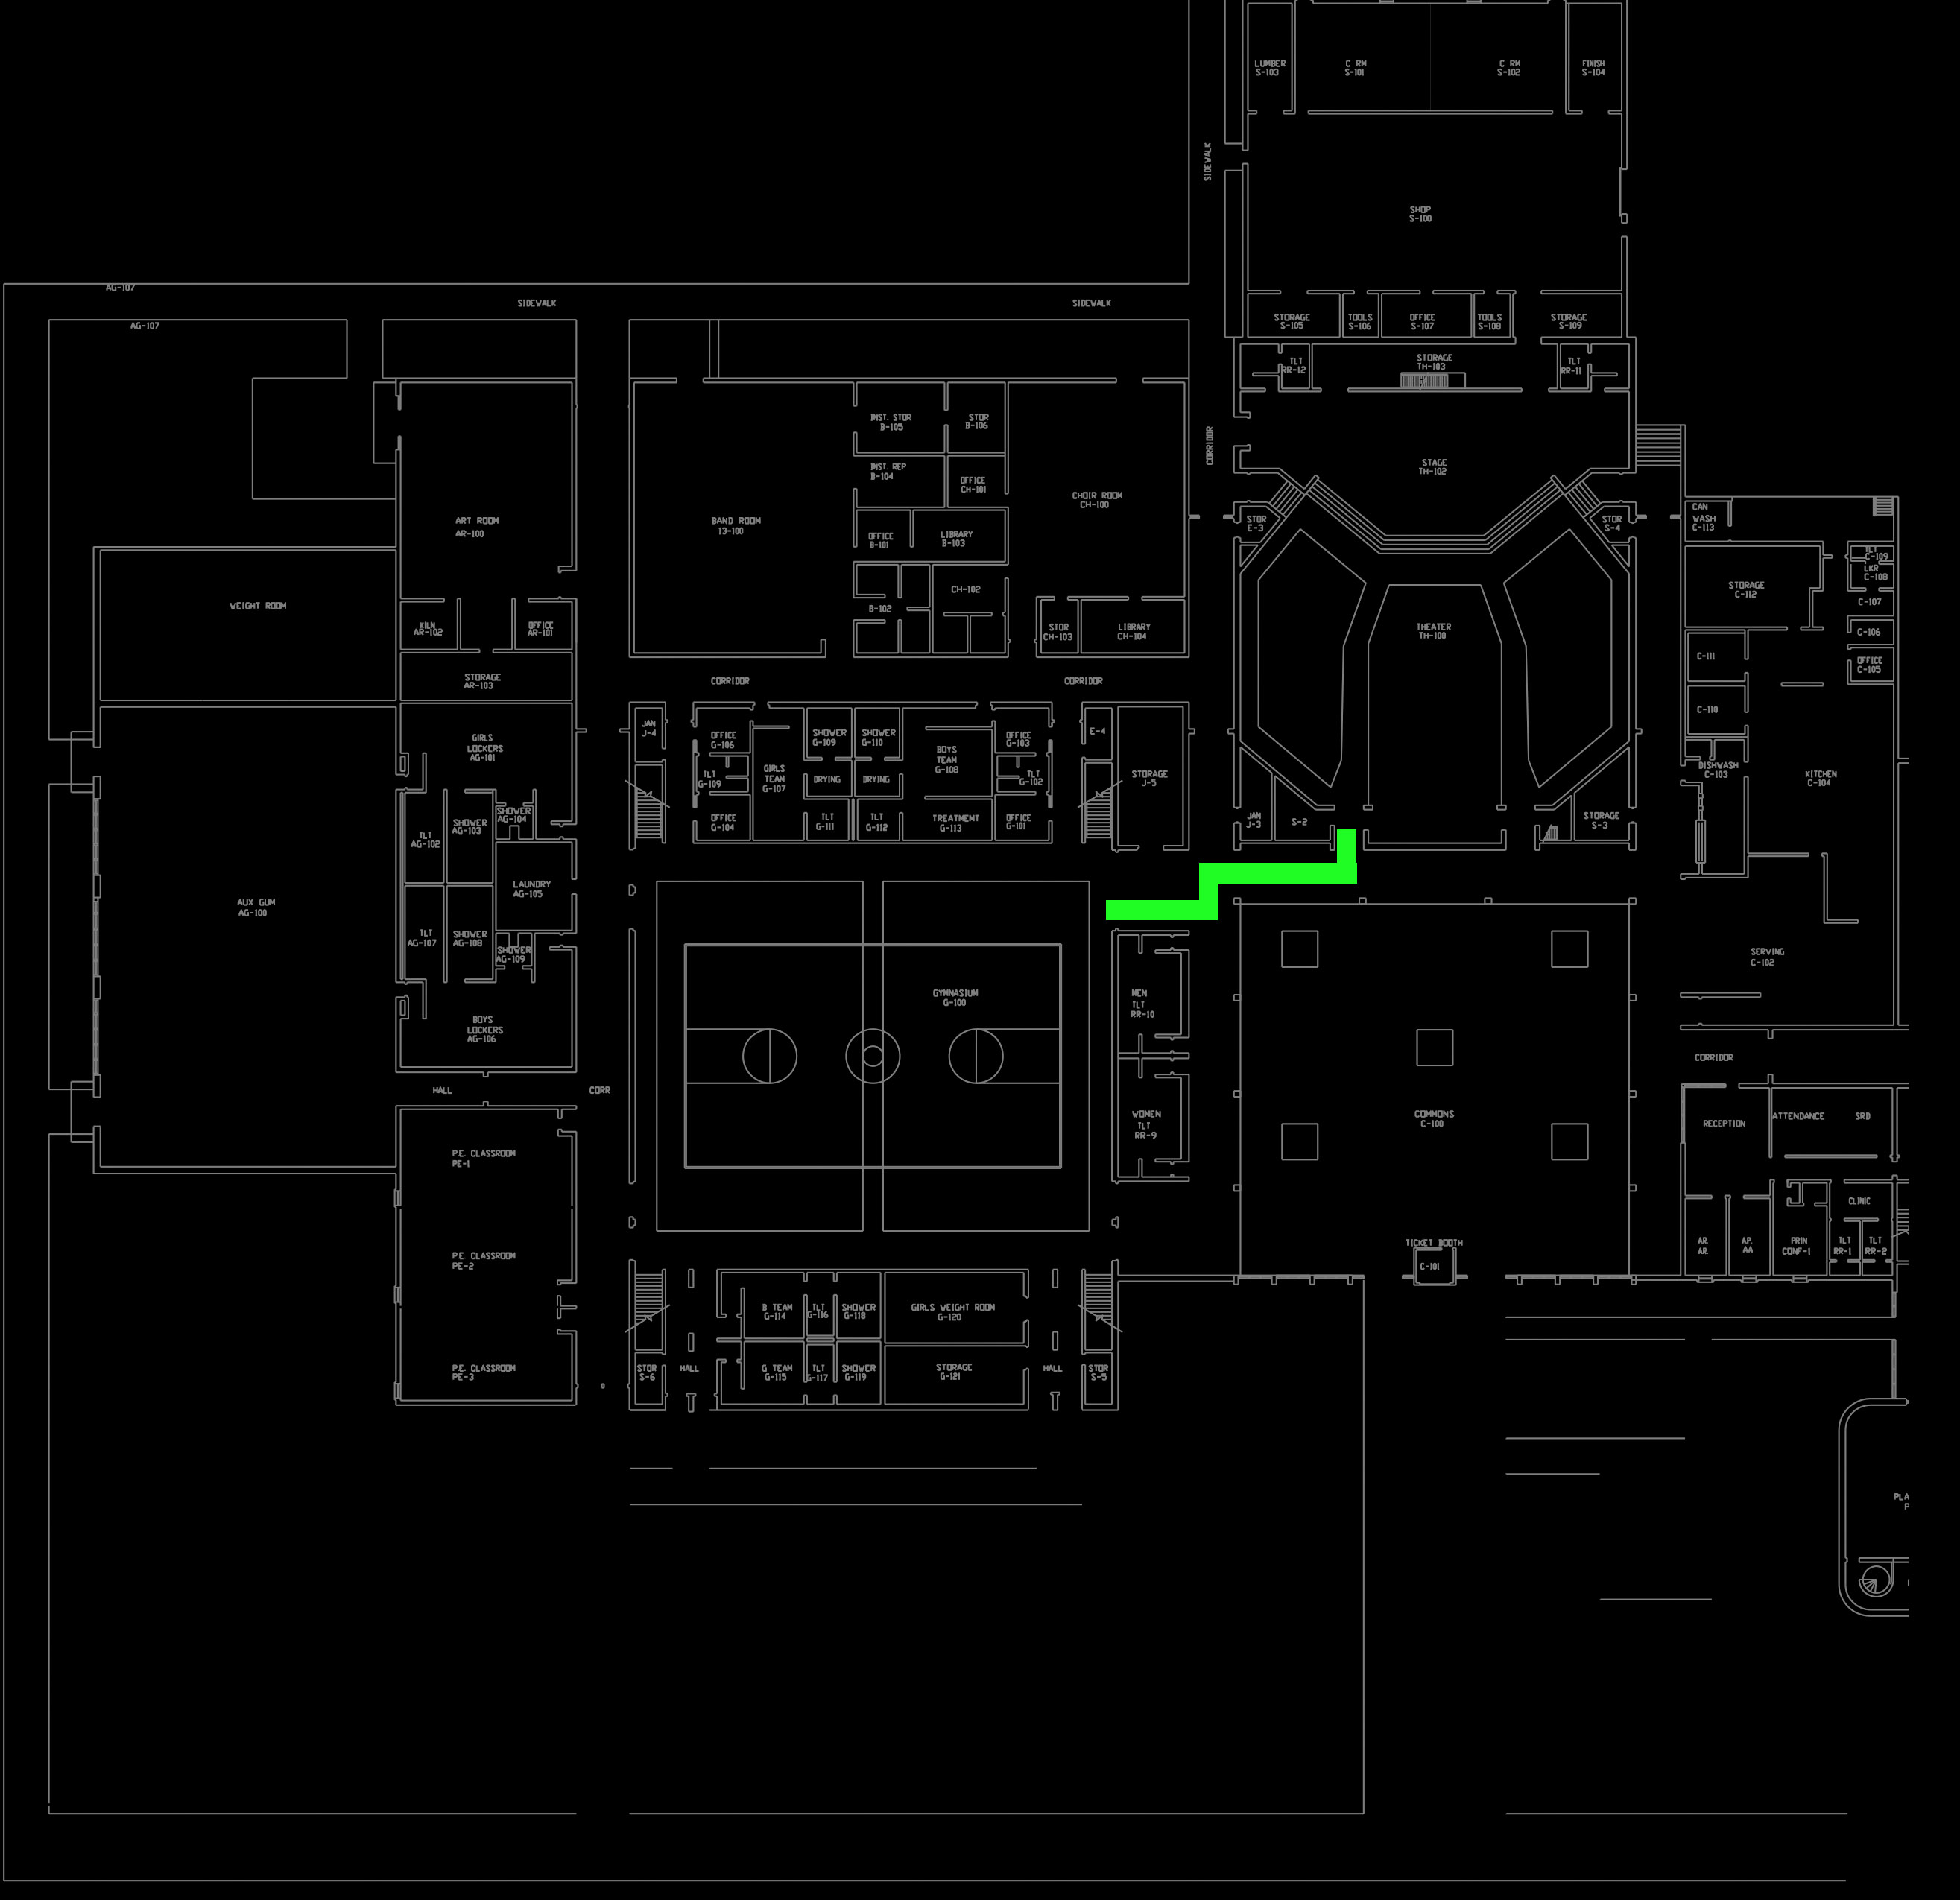 LUMBER
S-103
C RM
S-101
C RM
S-102
FINISH
S-104
SIDEWALK
SHOP
S-100
AG-107
SIDEWALK
SIDEWALK
AG-107
STORAGE
S-105
TOOLS
S-106
OFFICE
S-107
TOOLS
S-108
STORAGE
S-109
TLT
RR-12
STORAGE
TH-103
TLT
RR-11
INST. STOR
B-105
STOR
B-106
CORRIDOR
INST. REP
B-104
OFFICE
CH-101
STAGE
TH-102
CHOIR ROOM
CH-100
ART ROOM
AR-100
BAND ROOM
13-100
OFFICE
B-101
LIBRARY
B-103
STOR
E-3
STOR
S-4
CAN
WASH
C-113
TLT
C-109
LKR
C-108
C-107
STORAGE
C-112
WEIGHT ROOM
CH-102
B-102
KILN
AR-102
OFFICE
AR-101
STOR
CH-103
LIBRARY
CH-104
THEATER
TH-100
C-106
C-111
OFFICE
C-105
STORAGE
AR-103
CORRIDOR
CORRIDOR
C-110
JAN
J-4
OFFICE
G-106
SHOWER
G-109
SHOWER
G-110
BOYS
TEAM
G-108
OFFICE
G-103
E-4
GIRLS
LOCKERS
AG-101
TLT
G-109
GIRLS
TEAM
G-107
DRYING
DRYING
TLT
G-102
STORAGE
J-5
DISHWASH
C-103
KITCHEN
C-104
SHOWER
AG-104
SHOWER
AG-103
TLT
AG-102
OFFICE
G-104
TLT
G-111
TLT
G-112
TREATMEMT
G-113
OFFICE
G-101
JAN
J-3
S-2
STORAGE
S-3
LAUNDRY
AG-105
AUX GUM
AG-100
TLT
AG-107
SHOWER
AG-108
SHOWER
AG-109
SERVING
C-102
GYMNASIUM
G-100
MEN
TLT
RR-10
BOYS
LOCKERS
AG-106
CORRIDOR
HALL
CORR
WOMEN
TLT
RR-9
COMMONS
C-100
RECEPTION
ATTENDANCE
SRD
P.E. CLASSROOM
PE-1
CLINIC
TICKET BOOTH
C-101
AR.
AR.
AP.
AA
PRIN
CONF-1
TLT
RR-1
TLT
RR-2
P.E. CLASSROOM
PE-2
B TEAM
G-114
TLT
G-116
SHOWER
G-118
GIRLS WEIGHT ROOM
G-120
P.E. CLASSROOM
PE-3
STOR
S-6
HALL
G TEAM
G-115
TLT
G-117
SHOWER
G-119
STORAGE
G-121
HALL
STOR
S-5
PLA
P